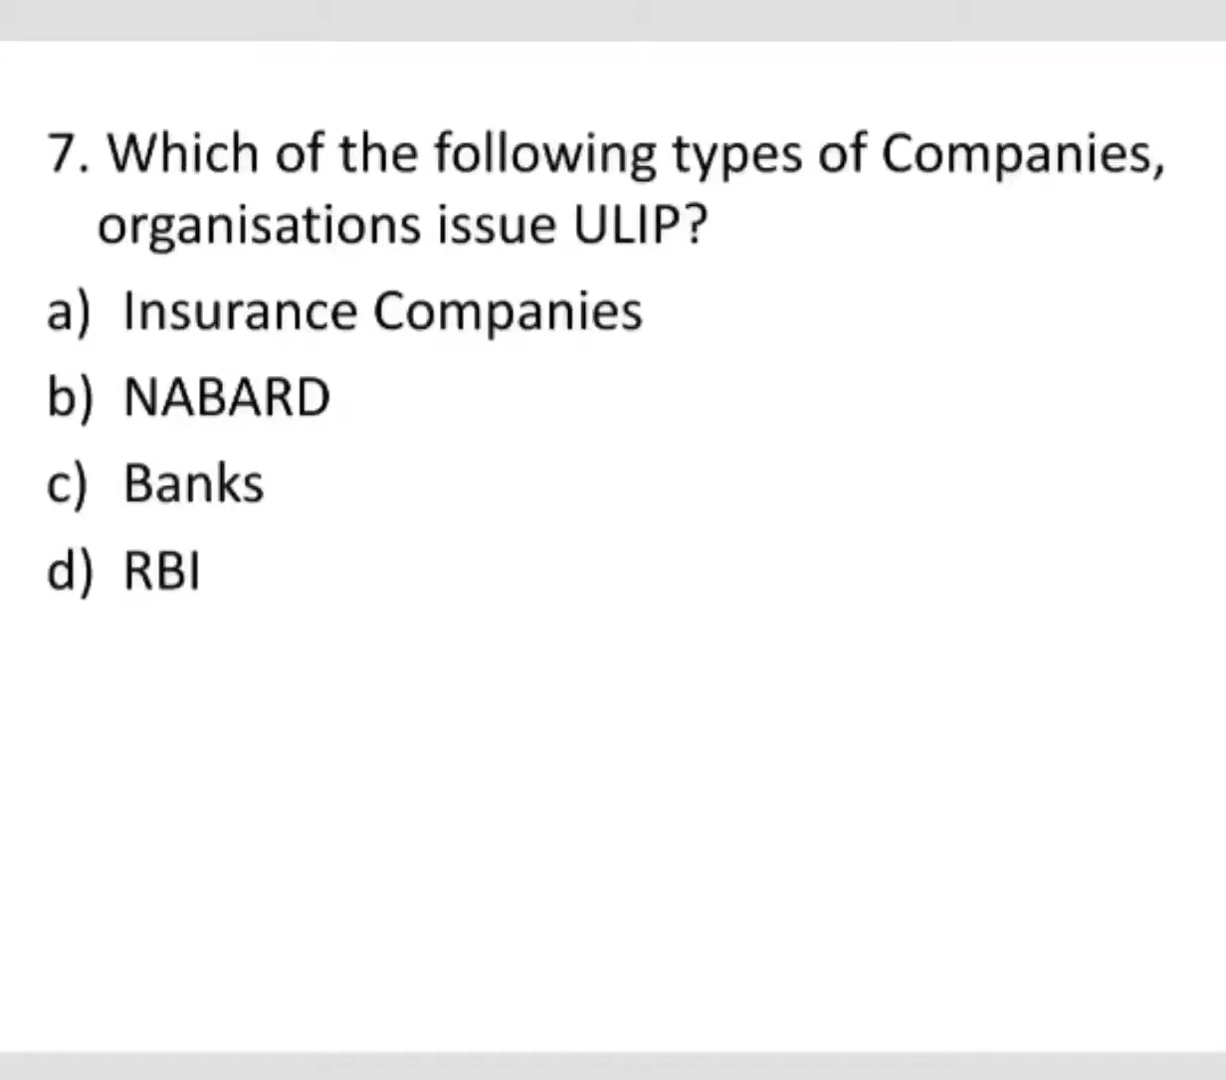 7. Which of the following types of Companies,
organisations issue ULIP?
a) Insurance Companies
b) NABARD
c) Banks
d) RBI